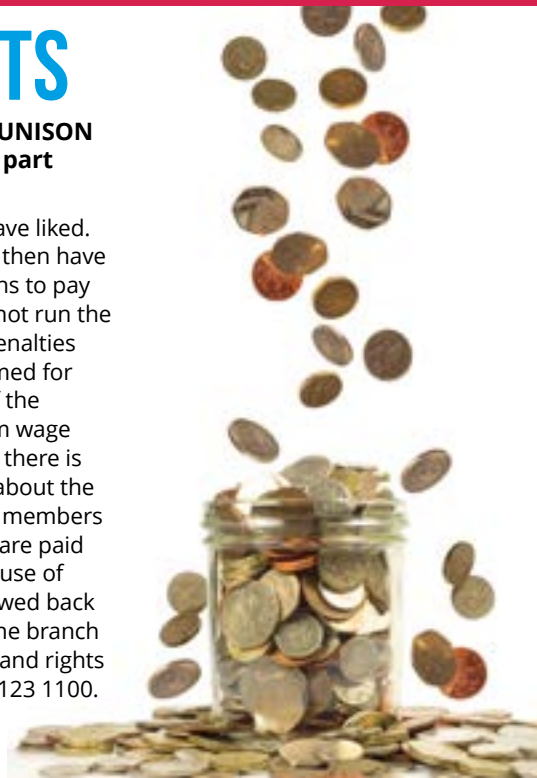 TS
UNISON
part
ave liked.
then have
ns to pay
not run the
enalties
ned for
the
n wage
there is
about the
members
are paid
use of
wed back
ne branch
and rights
123 1100.